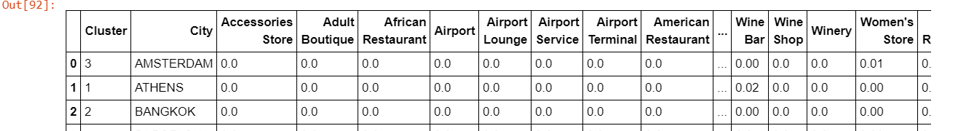 Out[92]:
Cluster City Accessories Store Adult Boutique African Restaurant Airport Airport Lounge Airport Service Airport Terminal American Restaurant ... Wine Bar Wine Shop Winery Women's Store R
0 3 AMSTERDAM 0.0 0.0 0.0 0.0 0.0 0.0 0.0 0.0 ... 0.00 0.0 0.0 0.01 0.
1 1 ATHENS 0.0 0.0 0.0 0.0 0.0 0.0 0.0 0.0 ... 0.02 0.0 0.0 0.00 0.
2 2 BANGKOK 0.0 0.0 0.0 0.0 0.0 0.0 0.0 0.0 ... 0.00 0.0 0.0 0.00 0.